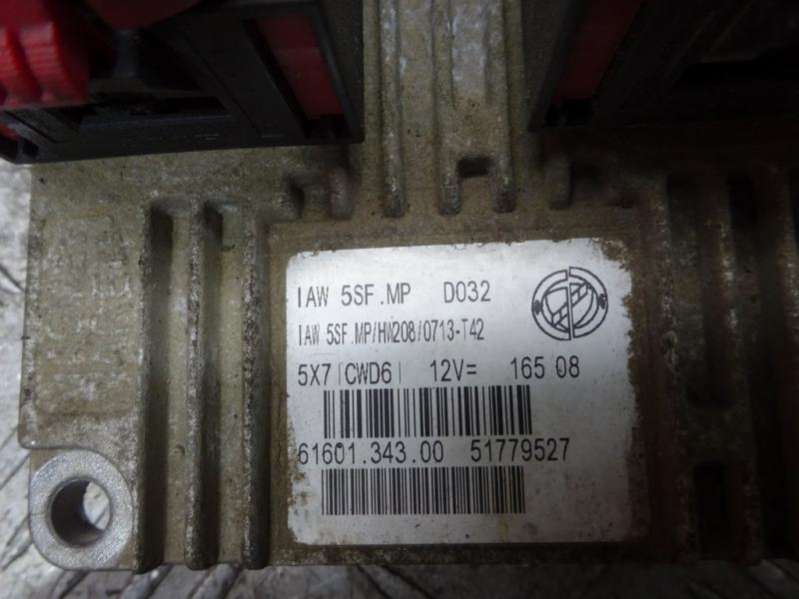 IAW 5SF.MP D032
IAW 5SF.MP/HW208/0713-T42
5X7|CWD6| 12V= 165 08
61601.343.00 51779527